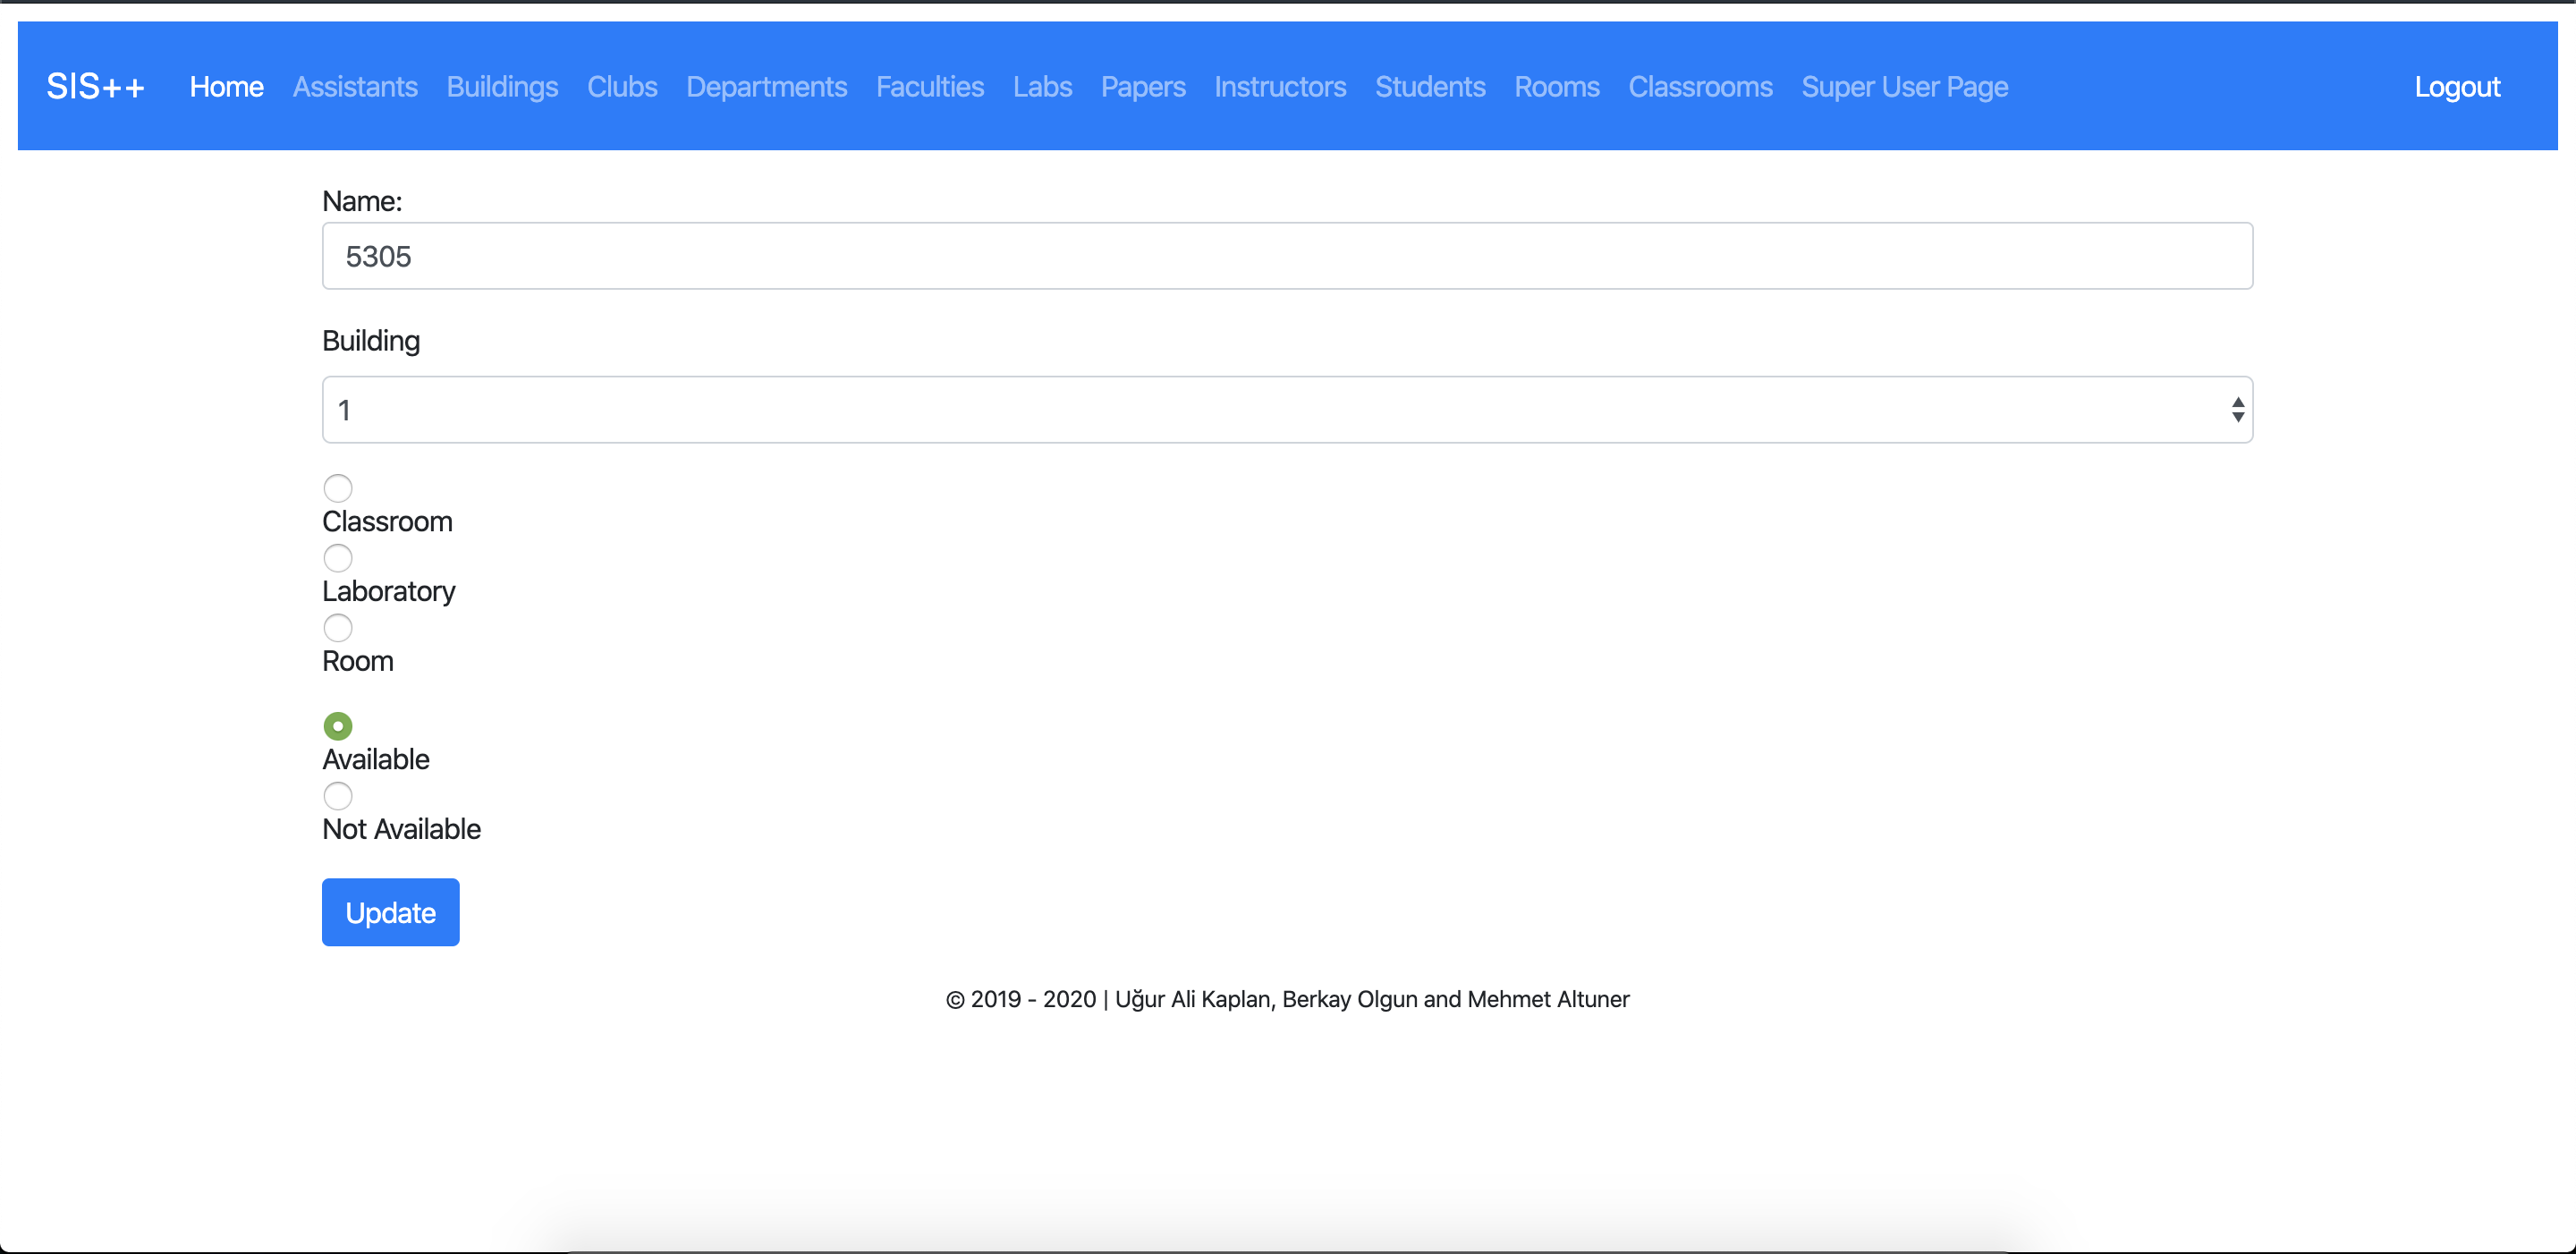 SIS++ Home Assistants Buildings Clubs Departments Faculties Labs Papers Instructors Students Rooms Classrooms Super User Page Logout
Name:
5305
Building
1
Classroom
Laboratory
Room
Available
Not Available
Update
© 2019 - 2020 | Uğur Ali Kaplan, Berkay Olgun and Mehmet Altuner